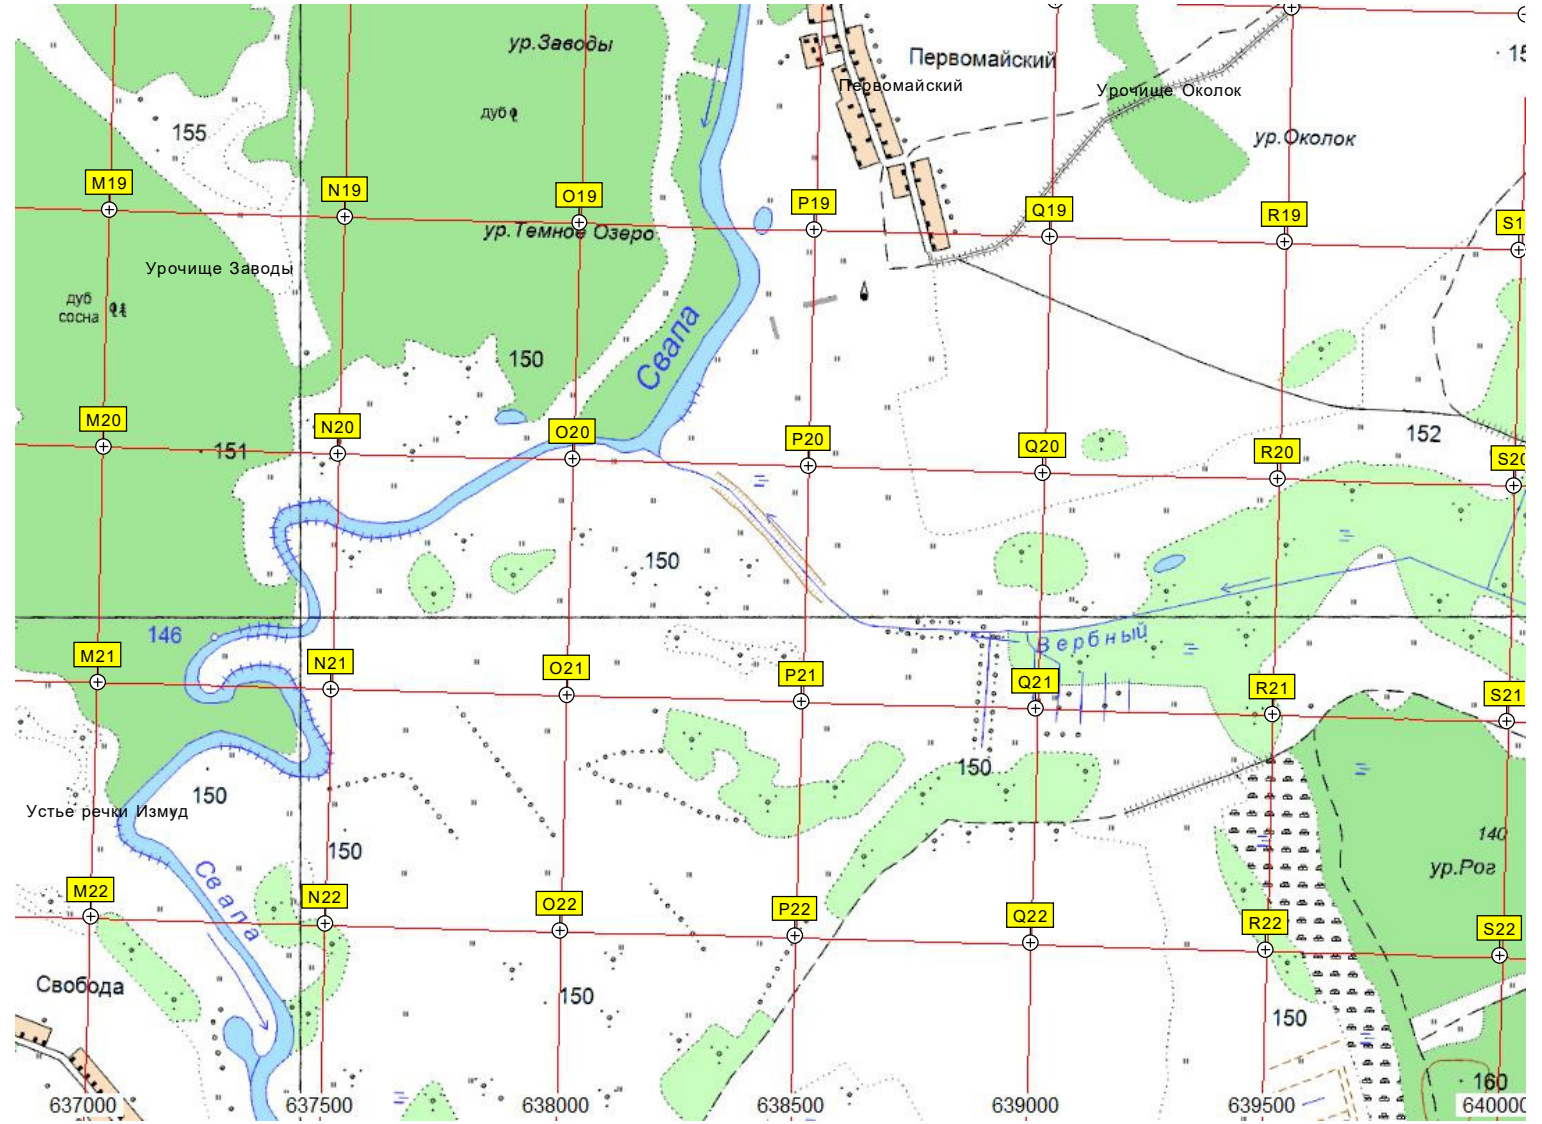 ур.Заводы
Первомайский
Первомайский
Урочище Околок
дуб
155
ур.Околок
M19
N19
O19
P19
Q19
R19
ур.Темное Озеро
Урочище Заводы
дуб
сосна
Свапа
150
M20
N20
O20
P20
Q20
R20
S20
151
152
150
146
Вербный
M21
N21
O21
P21
Q21
R21
S21
150
150
Устье речки Измуд
150
140
ур.Рог
Свапа
M22
N22
O22
P22
Q22
R22
S22
Свобода
150
150
160
637000
637500
638000
638500
639000
639500